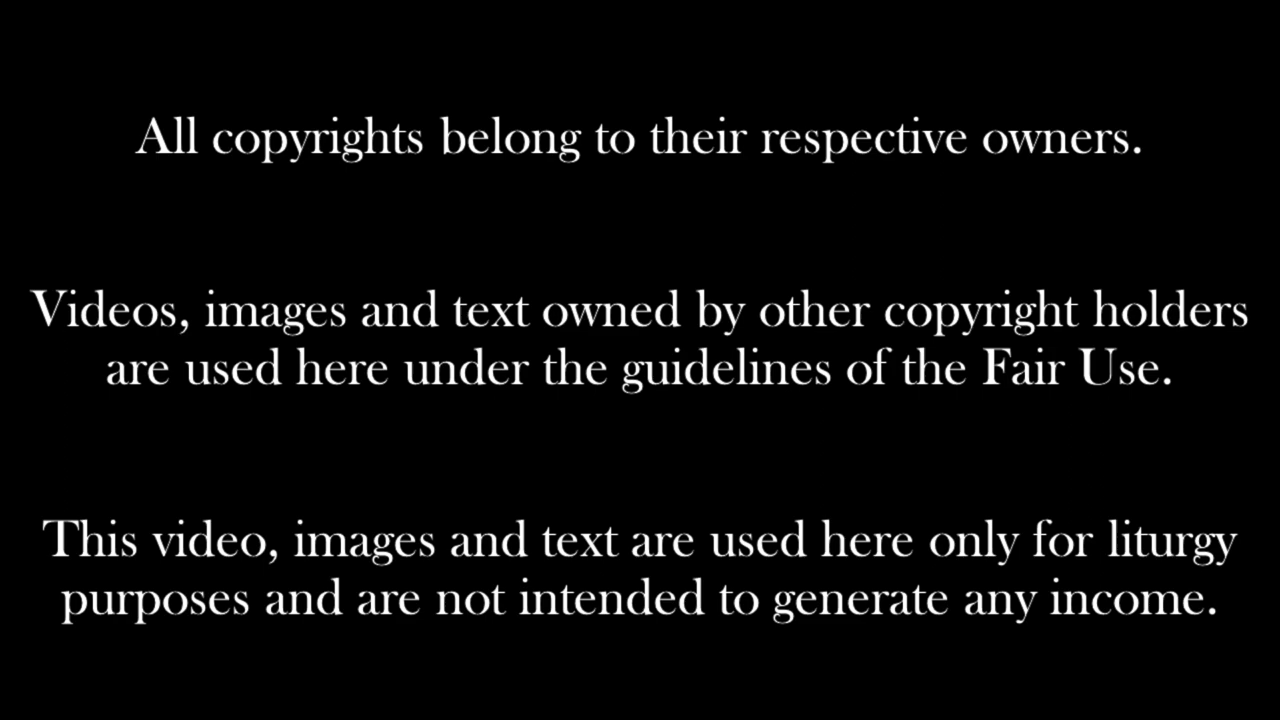 All copyrights belong to their respective owners.
Videos, images and text owned by other copyright holders
are used here under the guidelines of the Fair Use.
This video, images and text are used here only for liturgy
purposes and are not intended to generate any income.